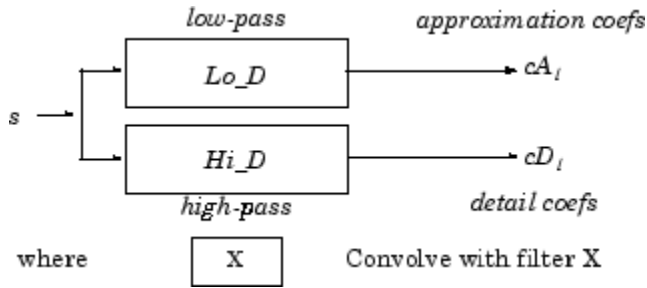 low-pass
approximation coefs
Lo_D
cA₁
s
Hi_D
cD₁
high-pass
detail coefs
where
X
Convolve with filter X